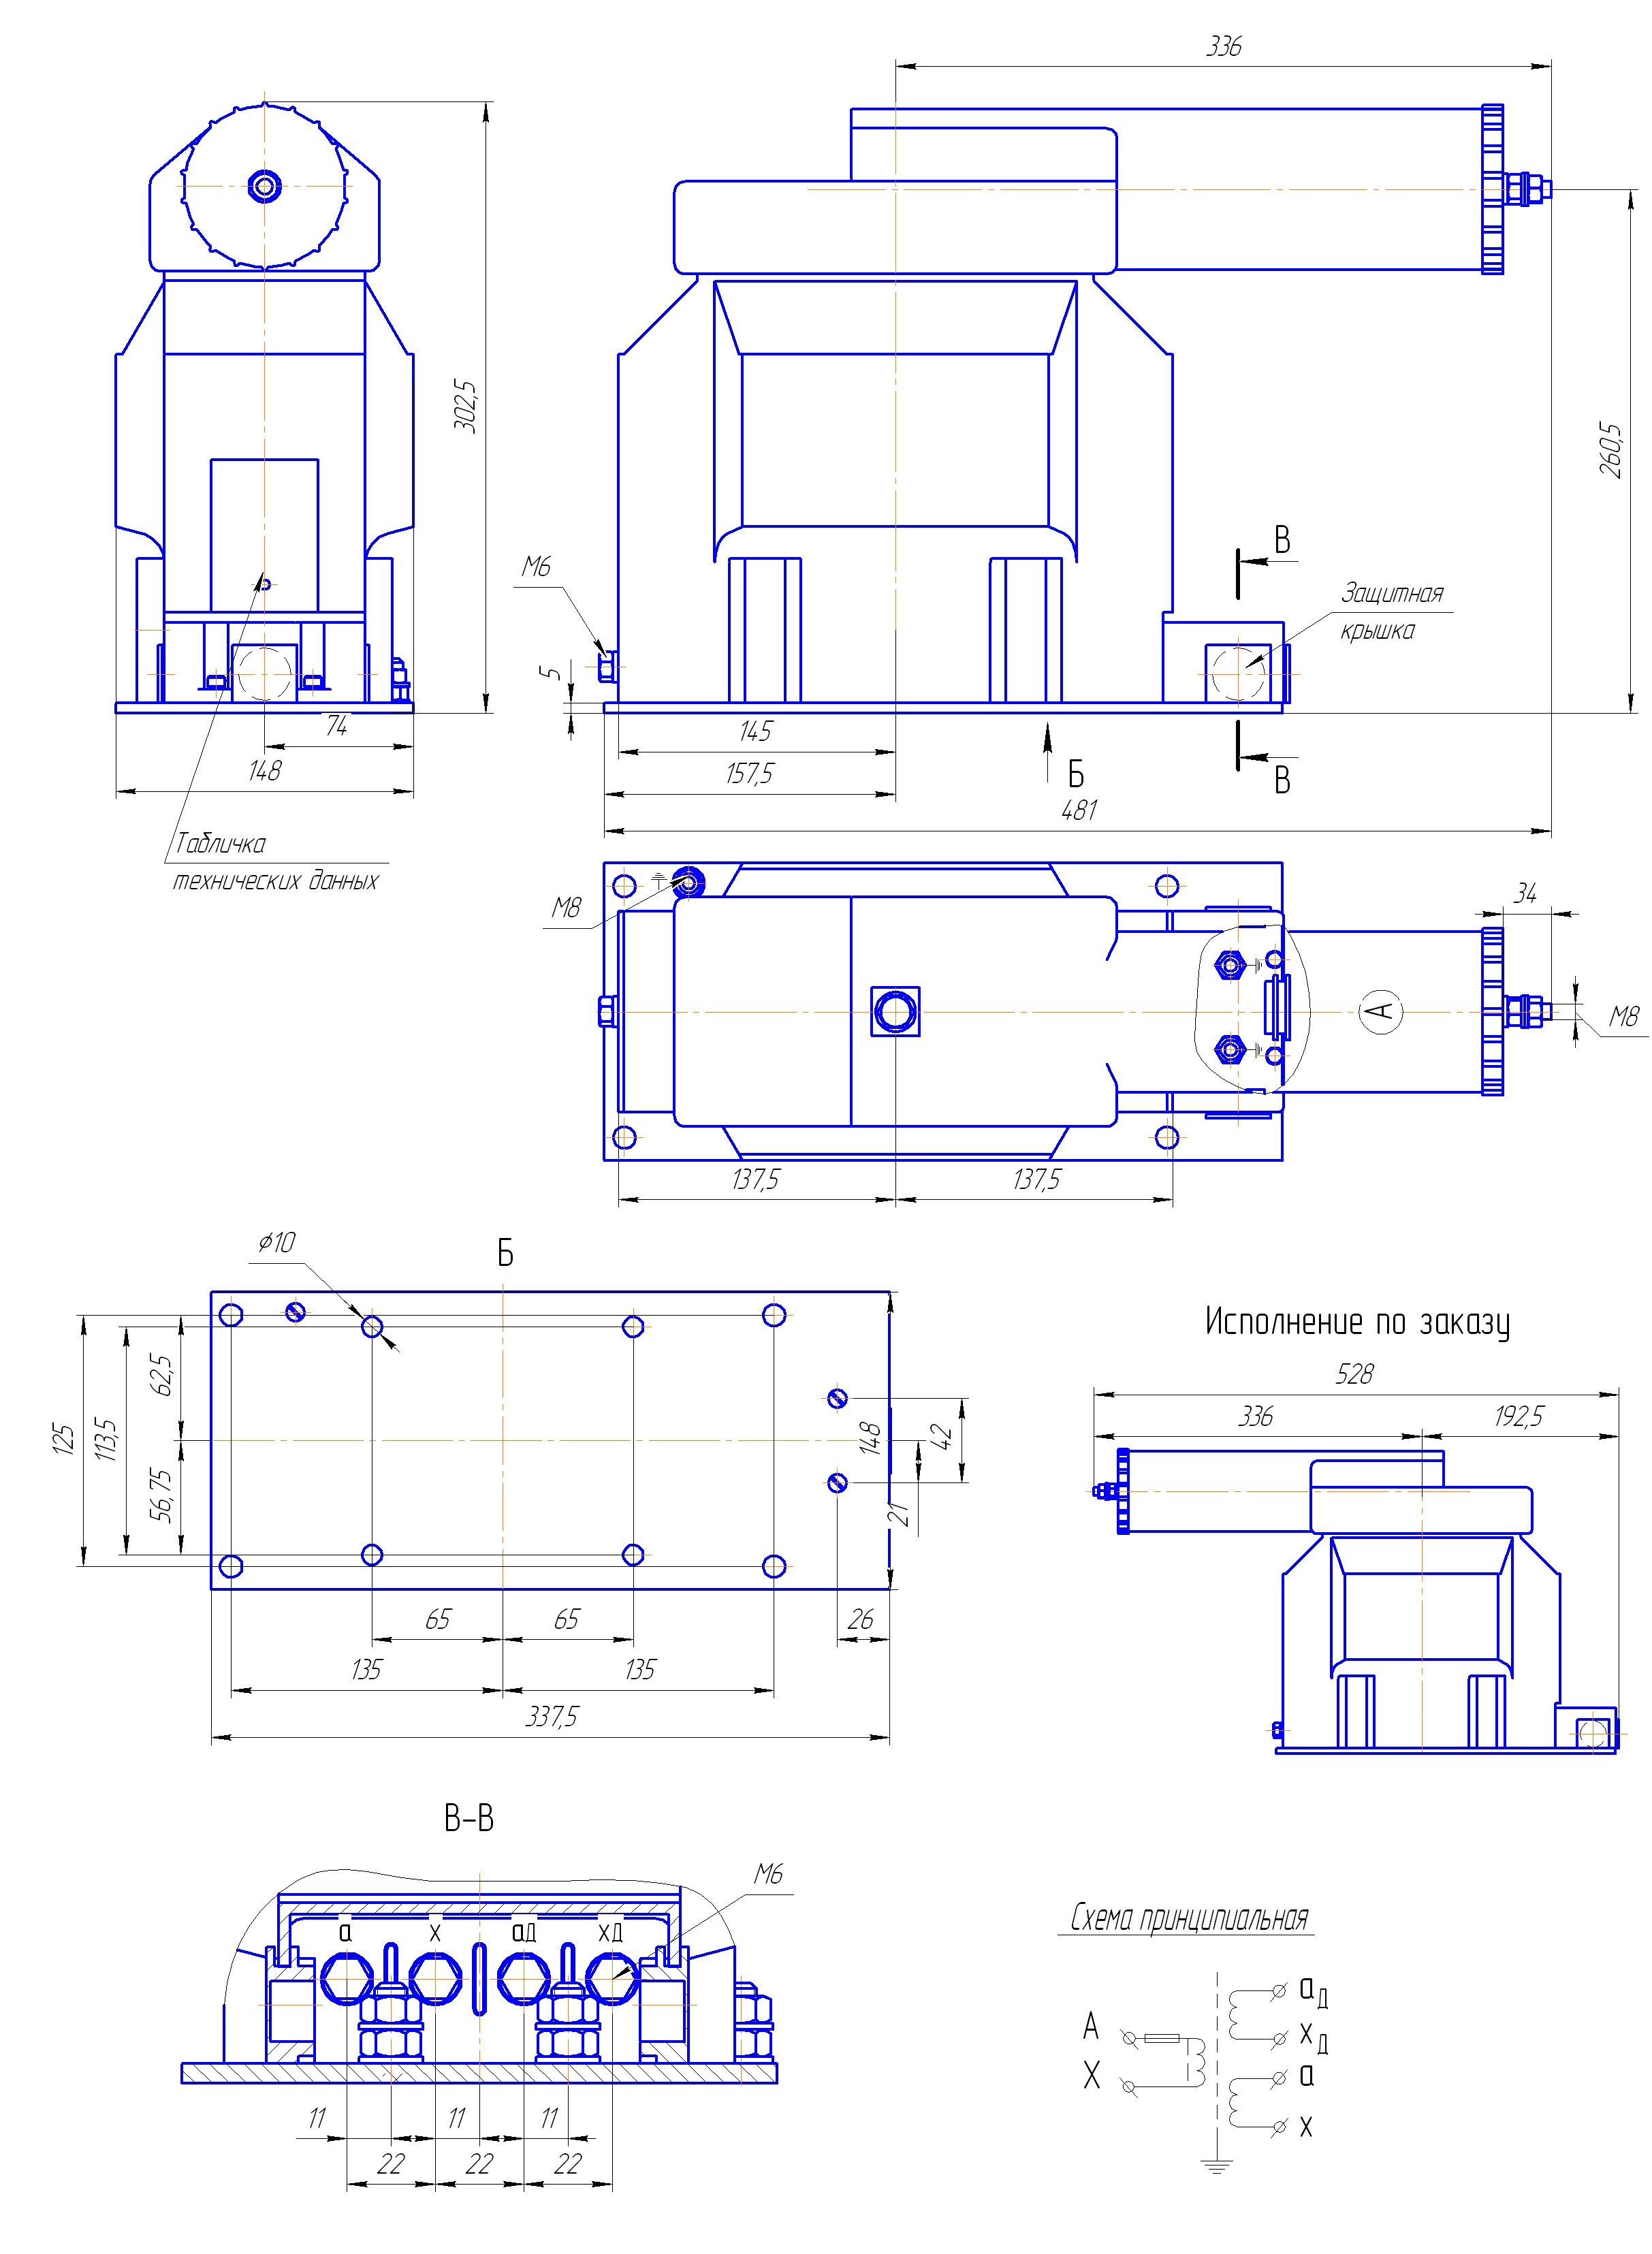 336
302,5
260,5
М6
В
Защитная
крышка
5
74
148
145
157,5
Б
В
481
Табличка
технических данных
М8
34
А
М8
137,5
137,5
Б
ϕ10
125
113,5
62,5
56,75
148
42
21
65
65
26
135
135
337,5
Исполнение по заказу
528
336
192,5
В-В
М6
а
х
аД
хД
11
11
11
22
22
22
Схема принципиальная
А
Х
аД
хД
а
х